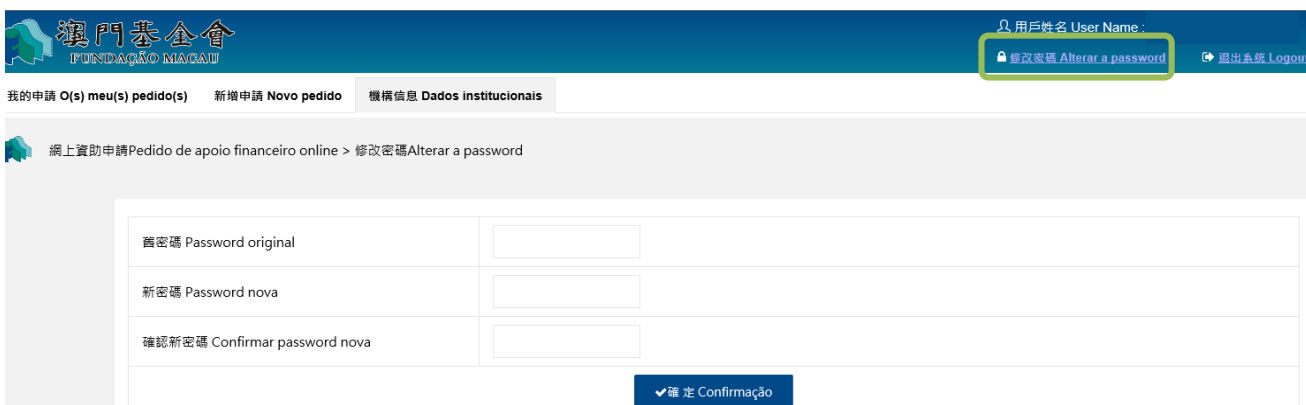 澳門基金會
FUNDAÇÃO MACAU
用戶姓名 User Name :
修改密碼 Alterar a password
退出系统 Logout
我的申請 O(s) meu(s) pedido(s)
新增申請 Novo pedido
機構信息 Dados institucionais
網上資助申請Pedido de apoio financeiro online > 修改密碼Alterar a password
舊密碼 Password original
新密碼 Password nova
確認新密碼 Confirmar password nova
確 定 Confirmação